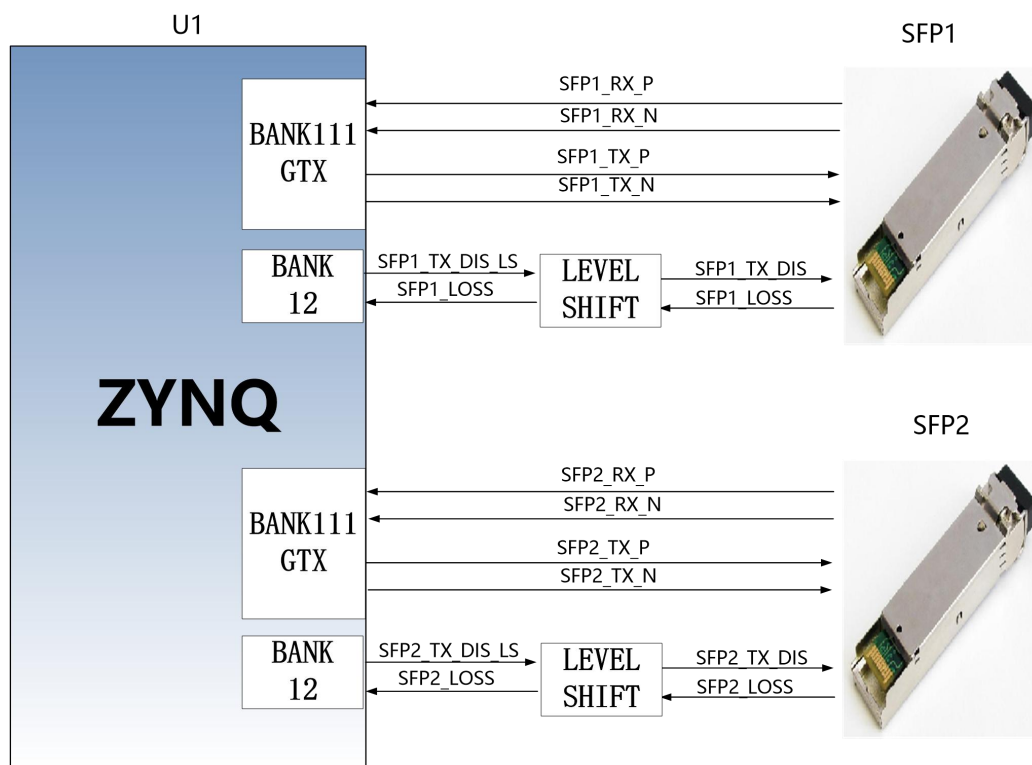 U1
SFP1
SFP1_RX_P
SFP1_RX_N
BANK111
GTX
SFP1_TX_P
SFP1_TX_N
BANK
12
SFP1_TX_DIS_LS
SFP1_LOSS
LEVEL
SHIFT
SFP1_TX_DIS
SFP1_LOSS
ZYNQ
SFP2
SFP2_RX_P
SFP2_RX_N
BANK111
GTX
SFP2_TX_P
SFP2_TX_N
BANK
12
SFP2_TX_DIS_LS
SFP2_LOSS
LEVEL
SHIFT
SFP2_TX_DIS
SFP2_LOSS